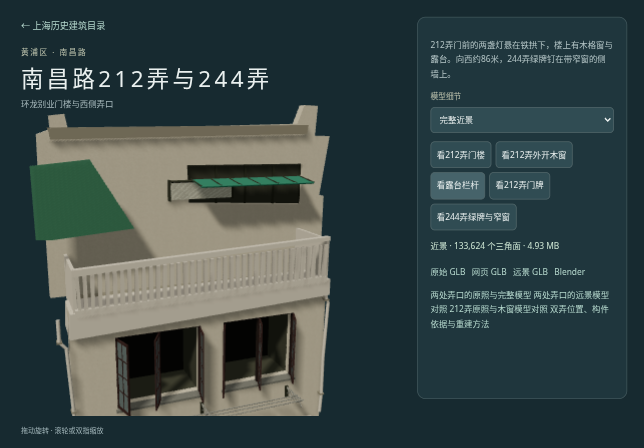 ← 上海历史建筑目录
黄浦区 · 南昌路
南昌路212弄与244弄
环龙别业门楼与西侧弄口
212弄门前的两盏灯悬在铁拱下，楼上有木格窗与
露台。向西约86米，244弄绿牌钉在带窄窗的侧
墙上。
模型细节
完整近景
看212弄门楼
看212弄外开木窗
看露台栏杆
看212弄门牌
看244弄绿牌与窄窗
近景 · 133,624 个三角面 · 4.93 MB
原始 GLB 网页 GLB 远景 GLB Blender
两处弄口的原照与完整模型 两处弄口的远景模型
对照 212弄原照与木窗模型对照 双弄位置、构件
依据与重建方法
拖动旋转 · 滚轮或双指缩放